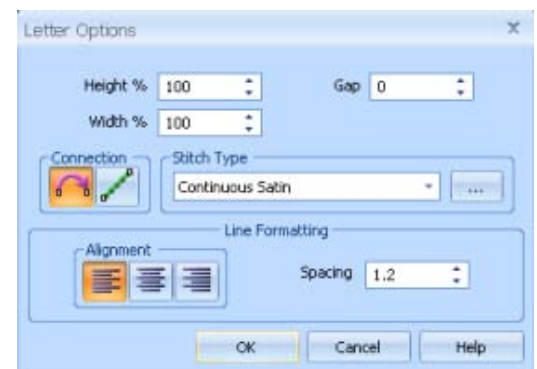 Letter Options
Height % 100 Gap 0
Width % 100
Connection Stitch Type
Continuous Satin ...
Line Formatting
Alignment
Spacing 1.2
OK Cancel Help